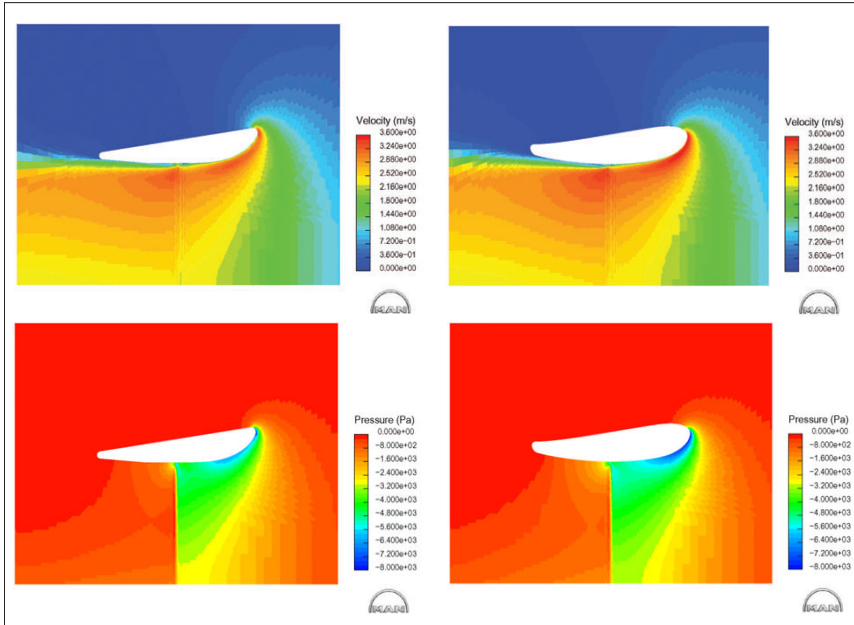 Velocity (m/s)
3.600e+00
3.240e+00
2.880e+00
2.520e+00
2.160e+00
1.800e+00
1.440e+00
1.080e+00
7.200e-01
3.600e-01
0.000e+00
MAN
Velocity (m/s)
3.600e+00
3.240e+00
2.880e+00
2.520e+00
2.160e+00
1.800e+00
1.440e+00
1.080e+00
7.200e-01
3.600e-01
0.000e+00
MAN
Pressure (Pa)
0.000e+00
-8.000e+02
-1.600e+03
-2.400e+03
-3.200e+03
-4.000e+03
-4.800e+03
-5.600e+03
-6.400e+03
-7.200e+03
-8.000e+03
MAN
Pressure (Pa)
0.000e+00
-8.000e+02
-1.600e+03
-2.400e+03
-3.200e+03
-4.000e+03
-4.800e+03
-5.600e+03
-6.400e+03
-7.200e+03
-8.000e+03
MAN